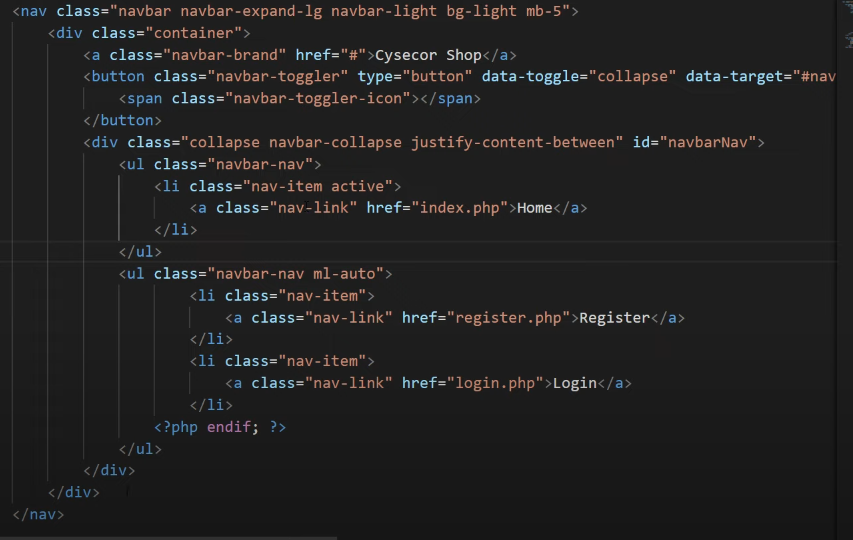 <nav class="navbar navbar-expand-lg navbar-light bg-light mb-5">
<div class="container">
<a class="navbar-brand" href="#">Cysecor Shop</a>
<button class="navbar-toggler" type="button" data-toggle="collapse" data-target="#nav
<span class="navbar-toggler-icon"></span>
</button>
<div class="collapse navbar-collapse justify-content-between" id="navbarNav">
<ul class="navbar-nav">
<li class="nav-item active">
<a class="nav-link" href="index.php">Home</a>
</li>
</ul>
<ul class="navbar-nav ml-auto">
<li class="nav-item">
<a class="nav-link" href="register.php">Register</a>
</li>
<li class="nav-item">
<a class="nav-link" href="login.php">Login</a>
</li>
<?php endif; ?>
</ul>
</div>
</div>
</nav>